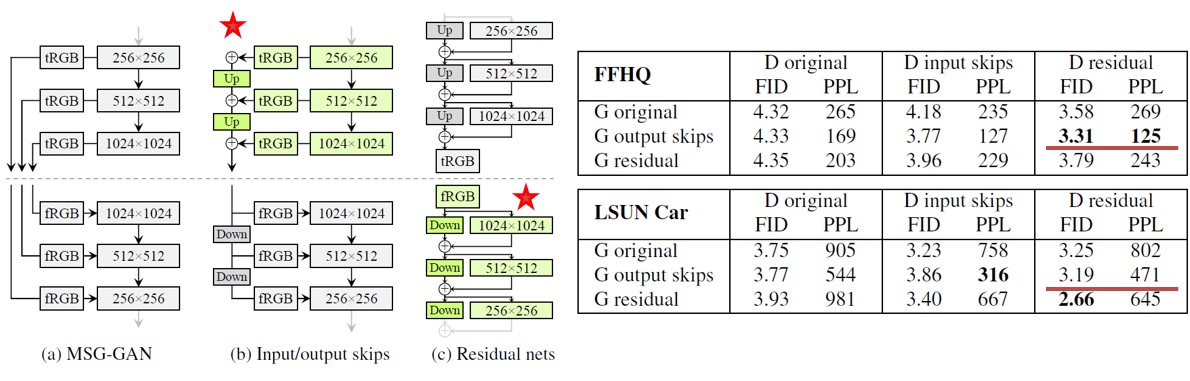 tRGB 256×256
tRGB 512×512
tRGB 1024×1024
fRGB 1024×1024
fRGB 512×512
fRGB 256×256
(a) MSG-GAN
tRGB 256×256
Up
tRGB 512×512
Up
tRGB 1024×1024
fRGB 1024×1024
Down
fRGB 512×512
Down
fRGB 256×256
(b) Input/output skips
Up 256×256
Up 512×512
Up 1024×1024
tRGB
fRGB
Down 1024×1024
Down 512×512
Down 256×256
(c) Residual nets
FFHQ D original D input skips D residual
FID PPL FID PPL FID PPL
G original 4.32 265 4.18 235 3.58 269
G output skips 4.33 169 3.77 127 3.31 125
G residual 4.35 203 3.96 229 3.79 243
LSUN Car D original D input skips D residual
FID PPL FID PPL FID PPL
G original 3.75 905 3.23 758 3.25 802
G output skips 3.77 544 3.86 316 3.19 471
G residual 3.93 981 3.40 667 2.66 645